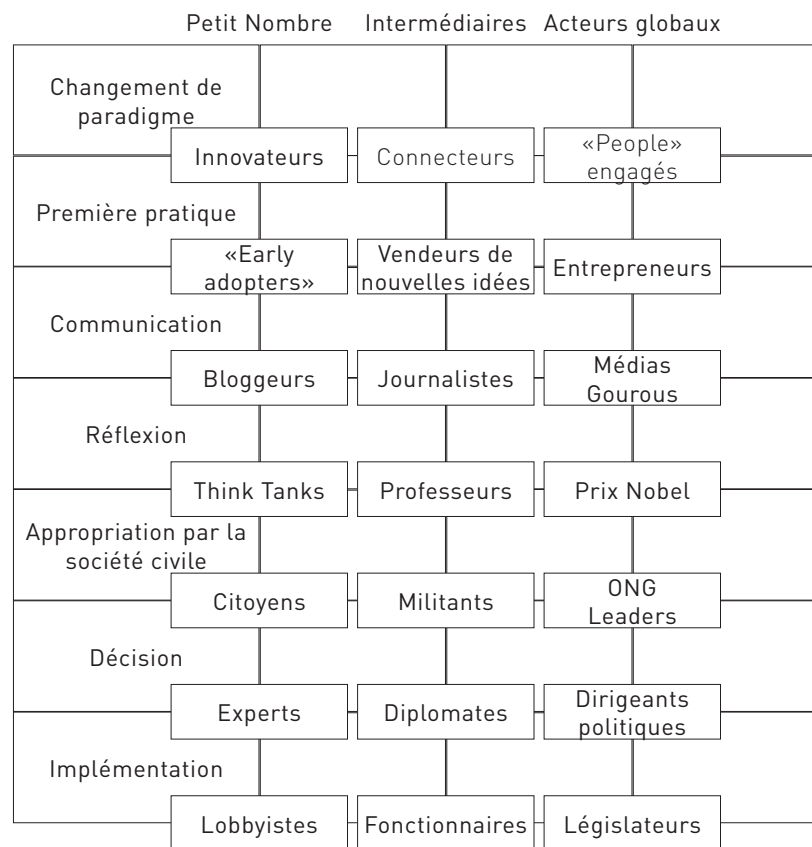 Petit Nombre Intermédiaires Acteurs globaux
Changement de
paradigme
Innovateurs
Connecteurs
«People»
engagés
Première pratique
«Early
adopters»
Vendeurs de
nouvelles idées
Entrepreneurs
Communication
Bloggeurs
Journalistes
Médias
Gourous
Réflexion
Think Tanks
Professeurs
Prix Nobel
Appropriation par la
société civile
Citoyens
Militants
ONG
Leaders
Décision
Experts
Diplomates
Dirigeants
politiques
Implémentation
Lobbyistes
Fonctionnaires
Législateurs